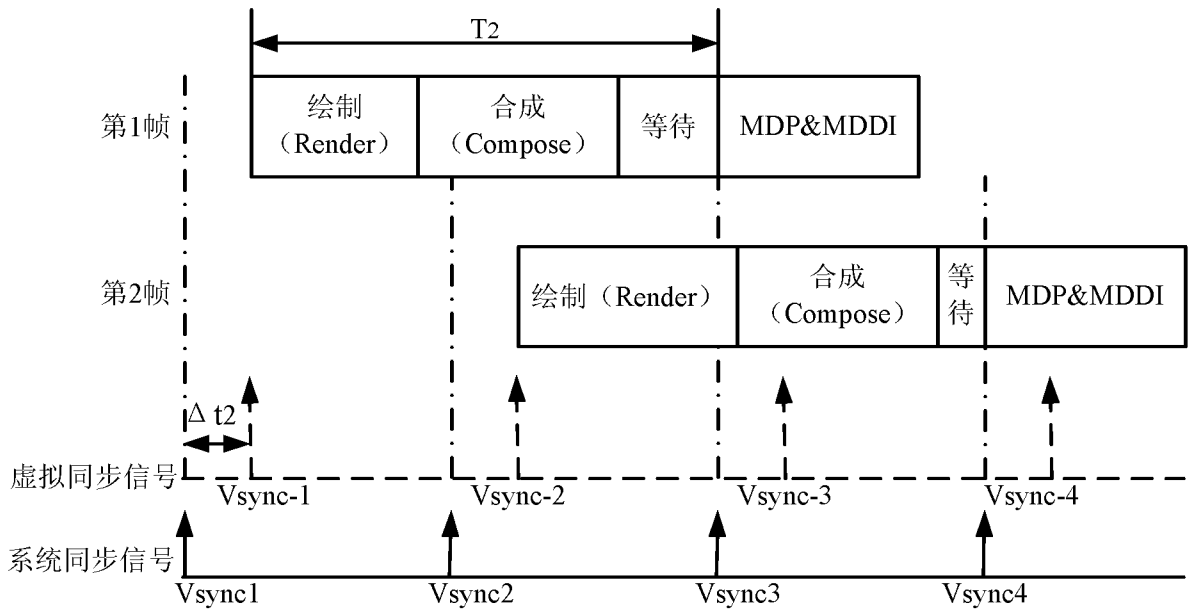 T2
第1帧
绘制
（Render）
合成
（Compose）
等待
MDP&MDDI
第2帧
绘制（Render）
合成
（Compose）
等
待
MDP&MDDI
Δt2
虚拟同步信号
Vsync-1
Vsync-2
Vsync-3
Vsync-4
系统同步信号
Vsync1
Vsync2
Vsync3
Vsync4